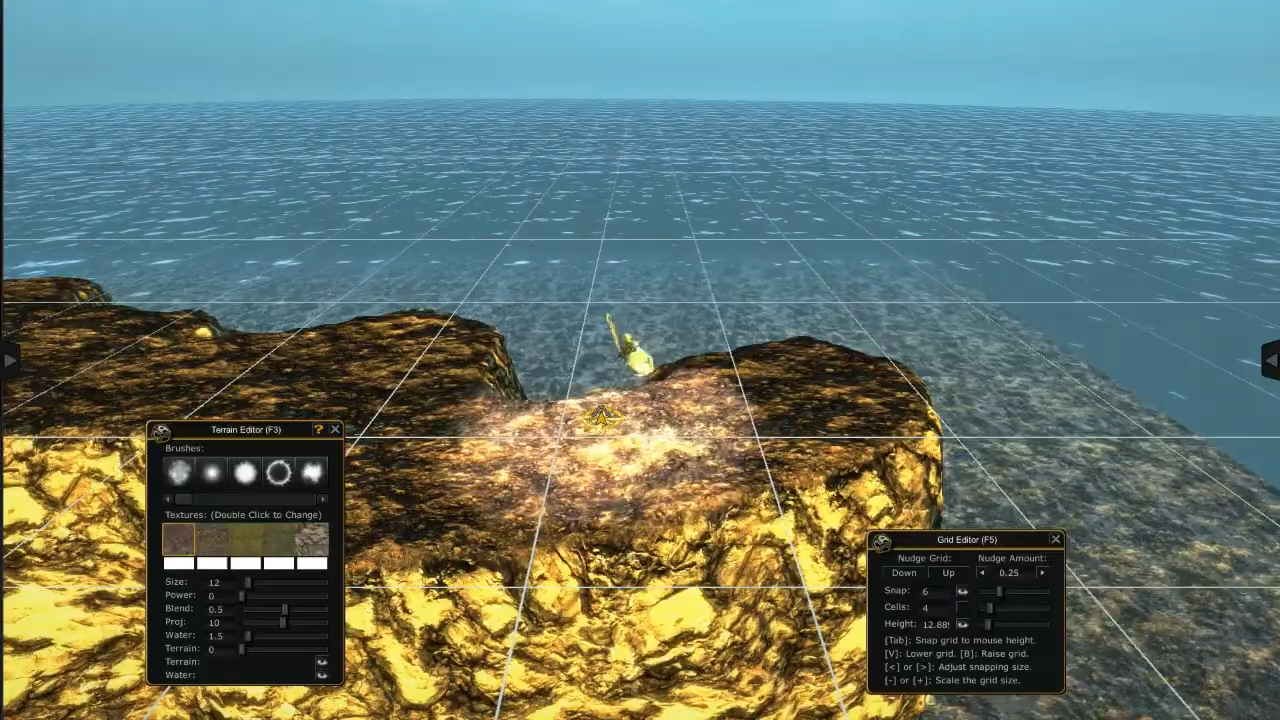 Terrain Editor (F3)
?
Brushes:
Textures: (Double Click to Change)
Size: 12
Power: 0
Blend: 0.5
Proj: 10
Water: 1.5
Terrain: 0
Terrain:
Water:
Grid Editor (F5)
Nudge Grid: Nudge Amount:
Down Up 0.25
Snap: 6
Cells: 4
Height: 12.88
[Tab]: Snap grid to mouse height.
[V]: Lower grid. [B]: Raise grid.
[<] or [>]: Adjust snapping size.
[-] or [+]: Scale the grid size.